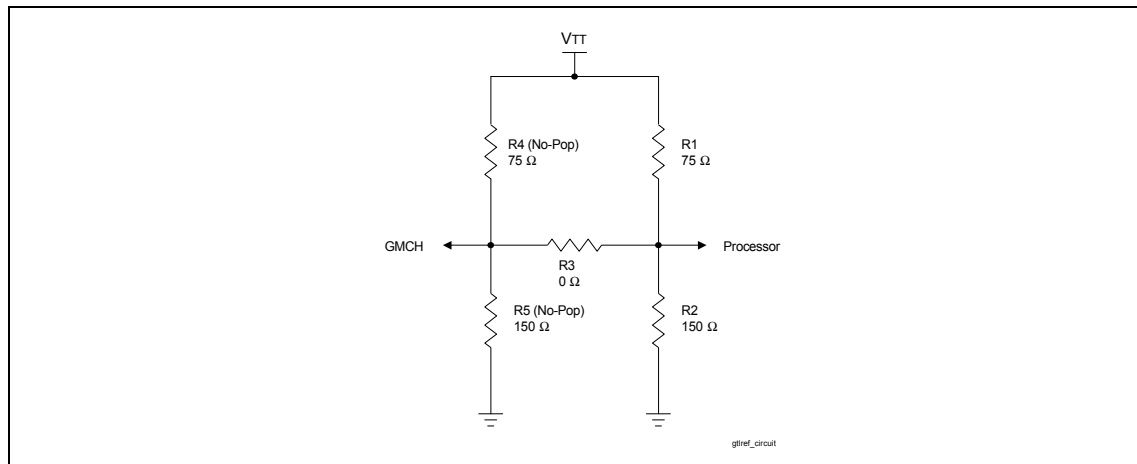 VTT
R4 (No-Pop)
75 Ω
R1
75 Ω
GMCH
Processor
R3
0 Ω
R5 (No-Pop)
150 Ω
R2
150 Ω
gtlref_circuit